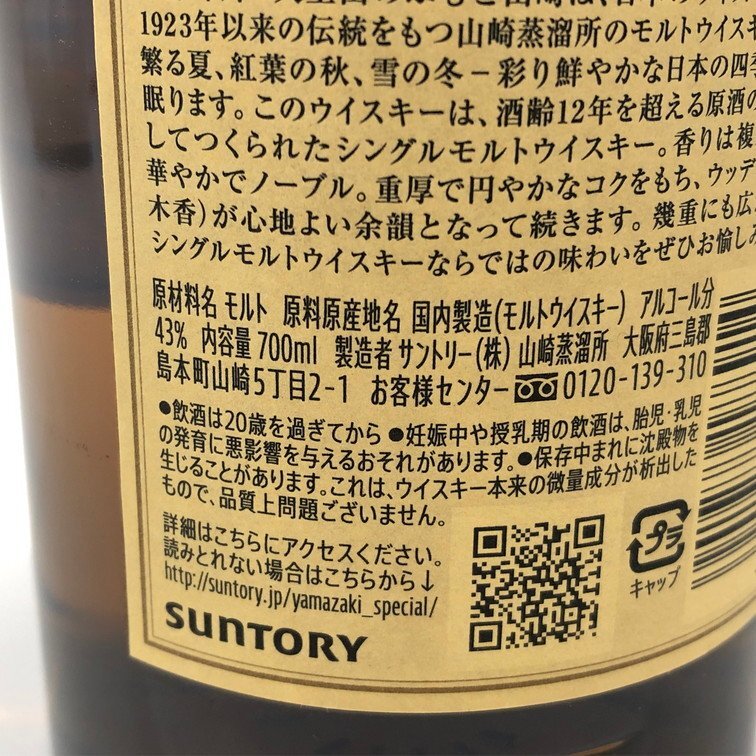 1923年以来の伝統をもつ山崎蒸溜所のモルトウイスキ
繁る夏、紅葉の秋、雪の冬－彩り鮮やかな日本の四季
眠ります。このウイスキーは、酒齢12年を超える原酒の
してつくられたシングルモルトウイスキー。香りは複
華やかでノーブル。重厚で円やかなコクをもち、ウッデ
木香）が心地よい余韻となって続きます。幾重にも広
シングルモルトウイスキーならではの味わいをぜひお愉しみ
原材料名 モルト 原料原産地名 国内製造(モルトウイスキー) アルコール分
43% 内容量 700ml 製造者 サントリー(株) 山崎蒸溜所 大阪府三島郡
島本町山崎5丁目2-1 お客様センター 0120-139-310
●飲酒は20歳を過ぎてから ●妊娠中や授乳期の飲酒は、胎児・乳児
の発育に悪影響を与えるおそれがあります。●保存中まれに沈殿物を
生じることがあります。これは、ウイスキー本来の微量成分が析出した
もので、品質上問題ございません。
詳細はこちらにアクセスください。
読みとれない場合はこちらから↓
http://suntory.jp/yamazaki_special/
SUNTORY
プラ
キャップ